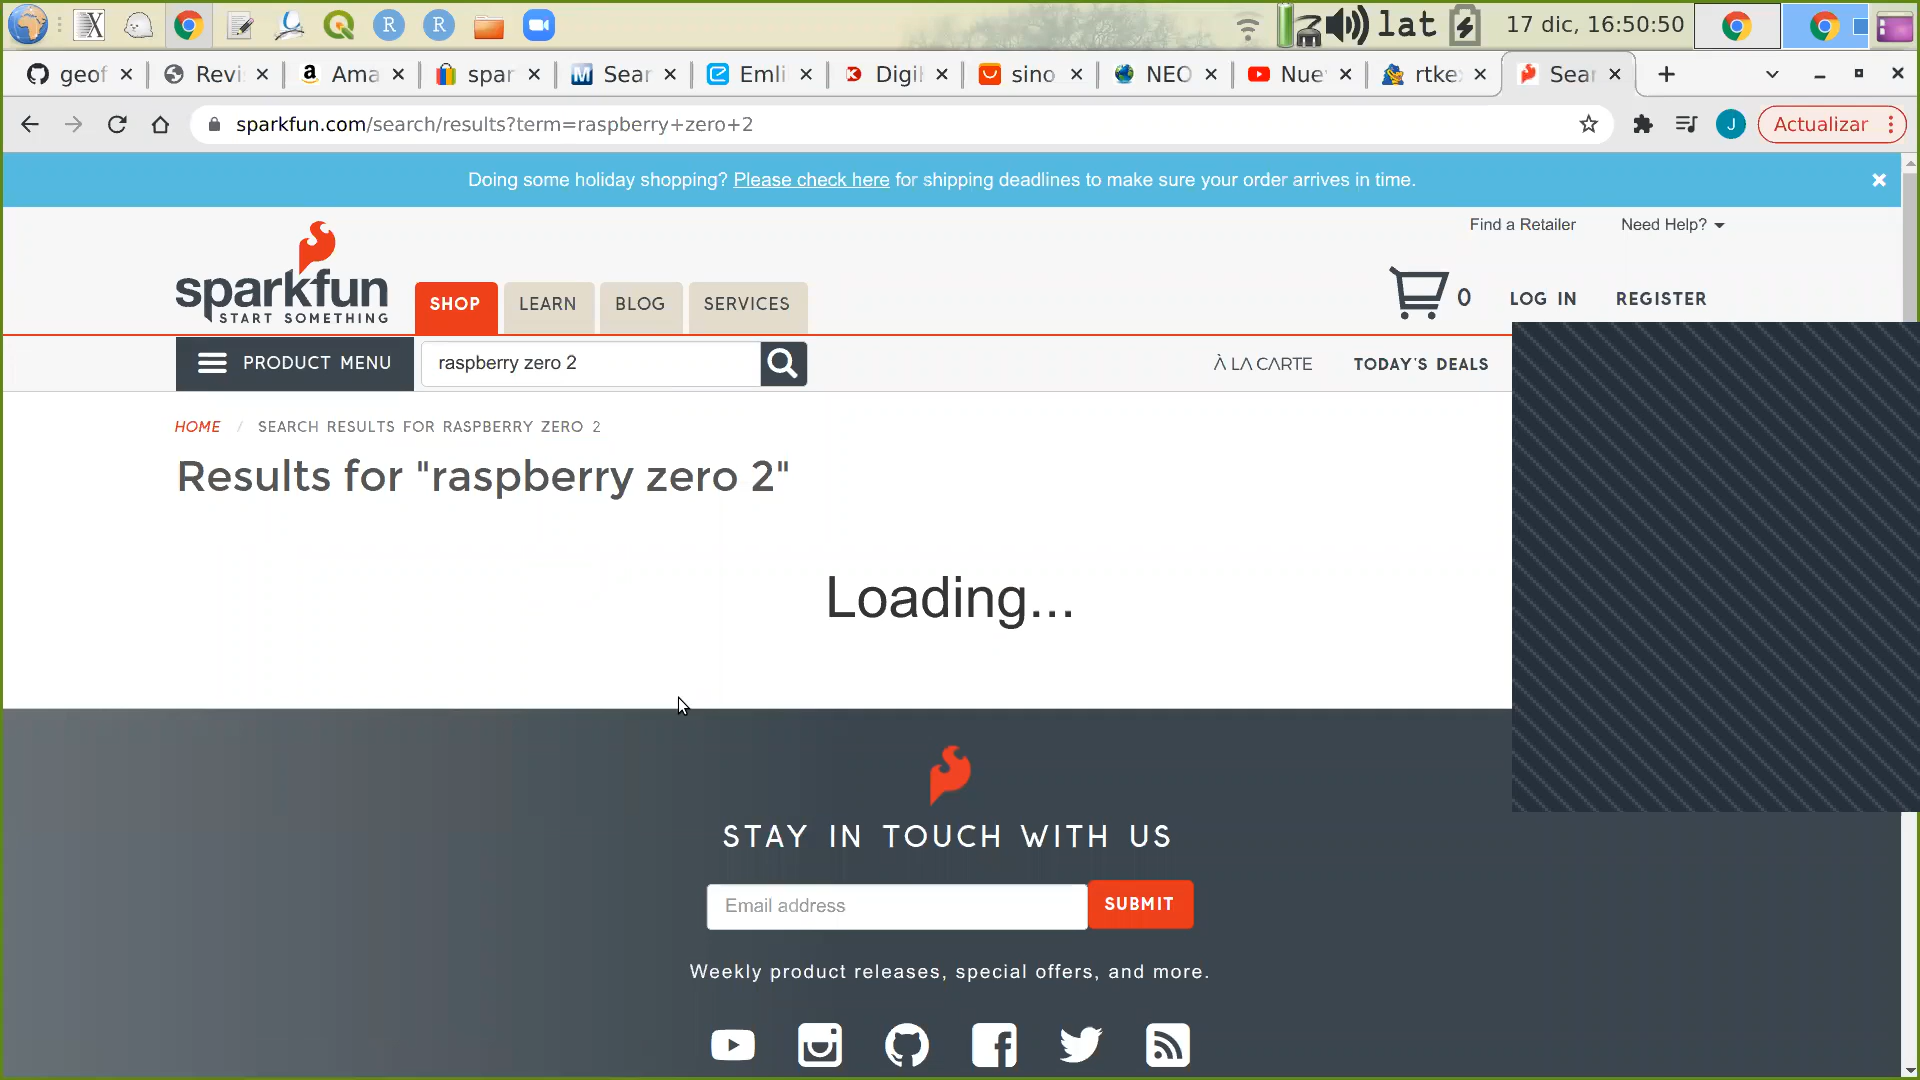 lat
17 dic, 16:50:50
geof
Revi
Ama
spar
Sear
Emli
Digi
sino
NEO
Nue
rtke
Sear
sparkfun.com/search/results?term=raspberry+zero+2
J
Actualizar
Doing some holiday shopping? Please check here for shipping deadlines to make sure your order arrives in time.
Find a Retailer
Need Help?
sparkfun
START SOMETHING
SHOP
LEARN
BLOG
SERVICES
0
LOG IN
REGISTER
PRODUCT MENU
raspberry zero 2
À LA CARTE
TODAY'S DEALS
HOME / SEARCH RESULTS FOR RASPBERRY ZERO 2
Results for "raspberry zero 2"
Loading...
STAY IN TOUCH WITH US
Email address
SUBMIT
Weekly product releases, special offers, and more.